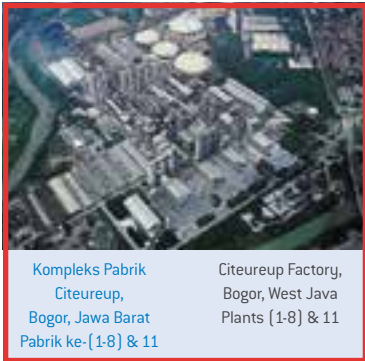 Kompleks Pabrik
Citeureup,
Bogor, Jawa Barat
Pabrik ke-(1-8) & 11
Citeureup Factory,
Bogor, West Java
Plants (1-8) & 11